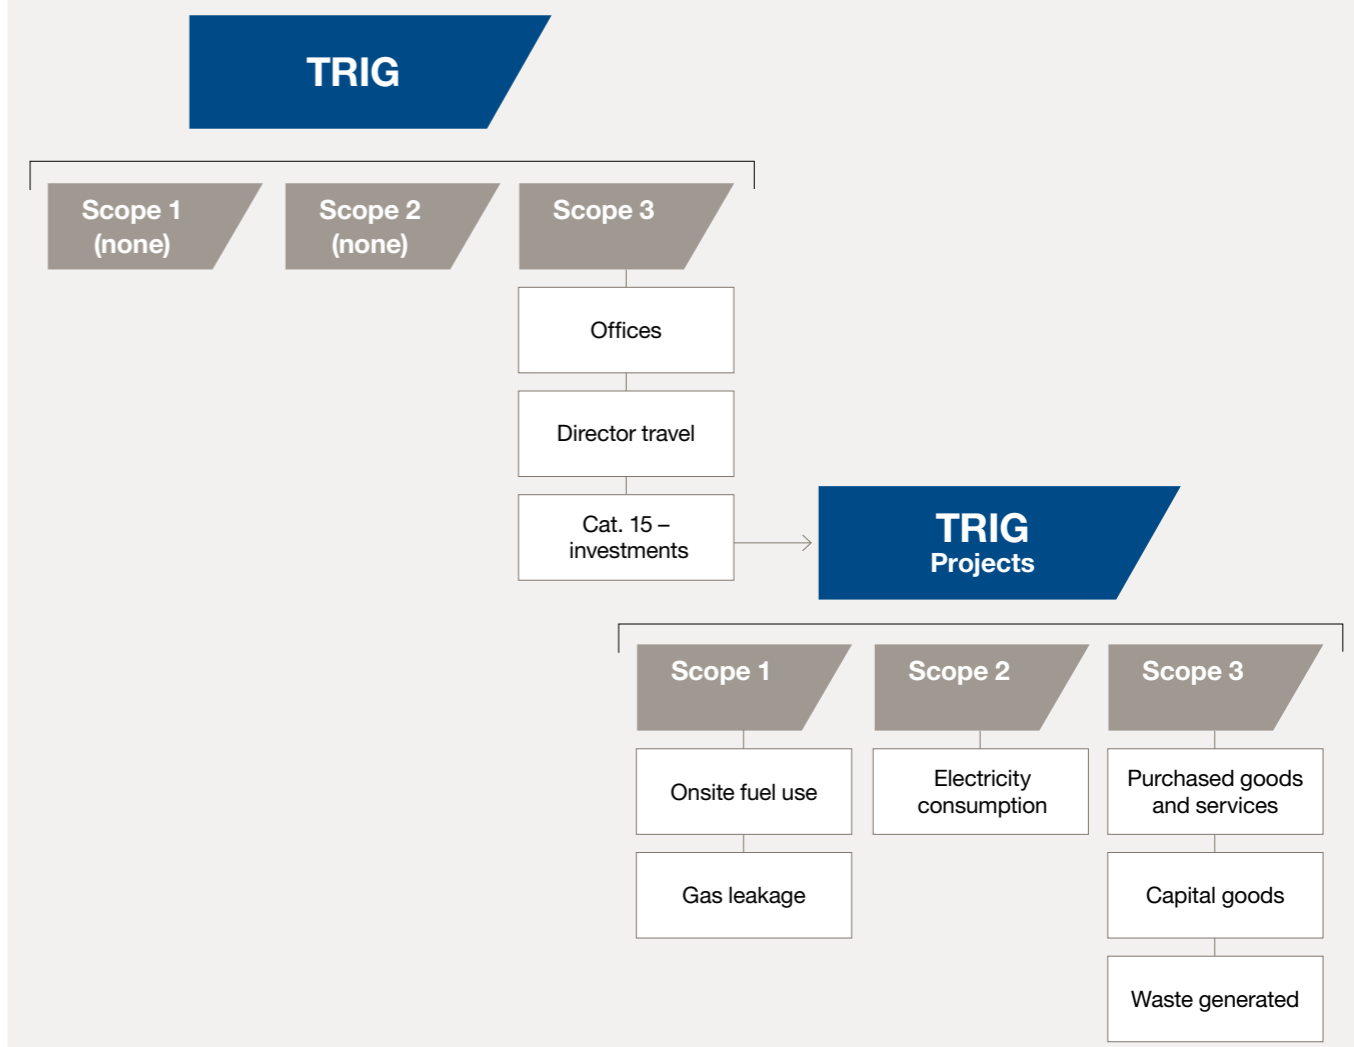 TRIG
Scope 1
(none)
Scope 2
(none)
Scope 3
Offices
Director travel
Cat. 15 –
investments
TRIG
Projects
Scope 1
Scope 2
Scope 3
Onsite fuel use
Electricity
consumption
Purchased goods
and services
Gas leakage
Capital goods
Waste generated